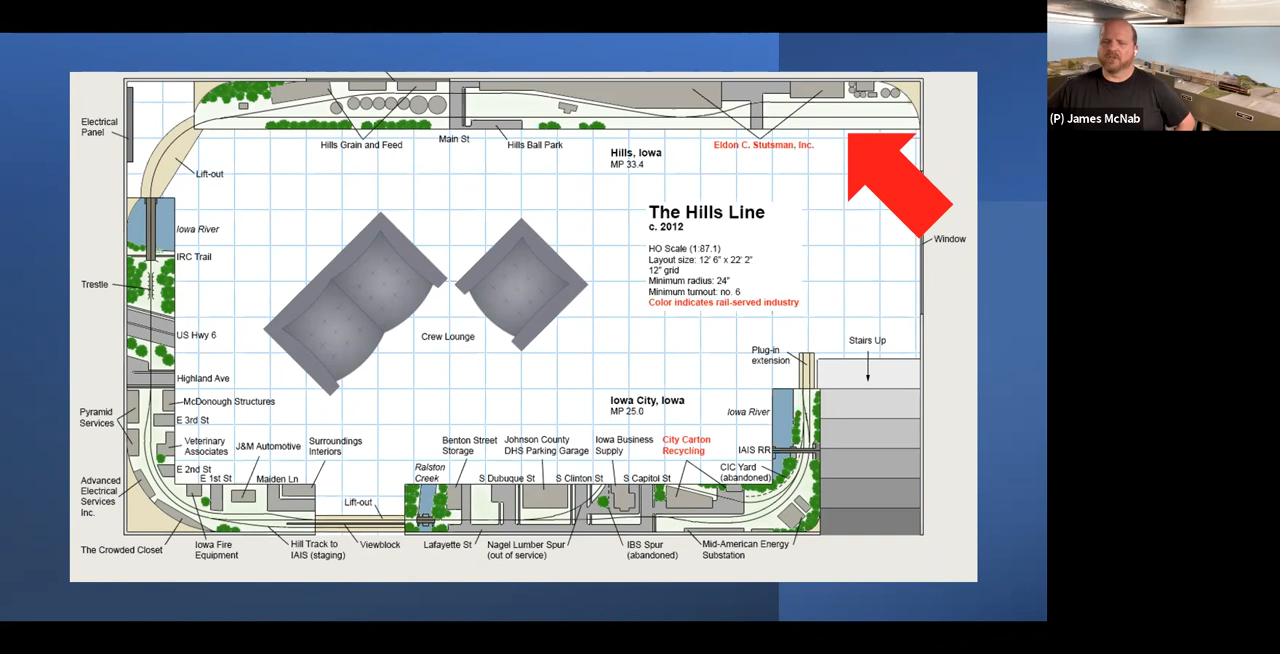 (P) James McNab
Electrical
Panel
Hills Grain and Feed
Main St
Hills Ball Park
Hills, Iowa
MP 33.4
Eldon C. Stutsman, Inc.
Lift-out
Iowa River
IRC Trail
Trestle
US Hwy 6
Highland Ave
The Hills Line
c. 2012
HO Scale (1:87.1)
Layout size: 12' 6" x 22' 2"
12" grid
Minimum radius: 24"
Minimum turnout: no. 6
Color indicates rail-served industry
Window
Crew Lounge
Plug-in
extension
Stairs Up
McDonough Structures
Pyramid
Services
E 3rd St
Veterinary
Associates
J&M Automotive
Surroundings
Interiors
E 2nd St
E 1st St
Maiden Ln
Advanced
Electrical
Services
Inc.
The Crowded Closet
Iowa Fire
Equipment
Hill Track to
IAIS (staging)
Lift-out
Viewblock
Iowa City, Iowa
MP 25.0
Iowa River
Benton Street
Storage
Johnson County
DHS Parking Garage
Iowa Business
Supply
City Carton
Recycling
IAIS RR
CIC Yard
(abandoned)
Ralston
Creek
S Dubuque St
S Clinton St
S Capitol St
Lafayette St
Nagel Lumber Spur
(out of service)
IBS Spur
(abandoned)
Mid-American Energy
Substation